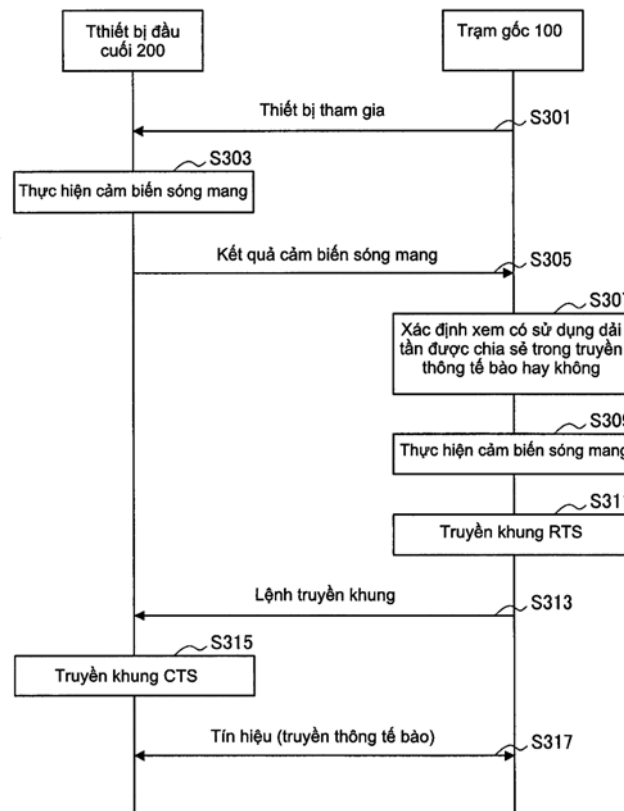 Tthiết bị đầu
cuối 200
Trạm gốc 100
Thiết bị tham gia
S301
S303
Thực hiện cảm biến sóng mang
Kết quả cảm biến sóng mang
S305
S307
Xác định xem có sử dụng dải
tần được chia sẻ trong truyền
thông tế bào hay không
S309
Thực hiện cảm biến sóng mang
S311
Truyền khung RTS
Lệnh truyền khung
S313
S315
Truyền khung CTS
Tín hiệu (truyền thông tế bào)
S317